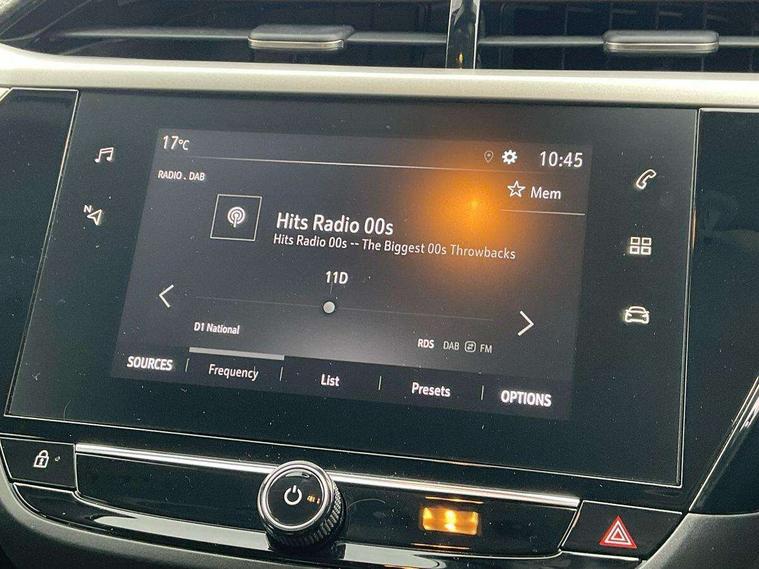 17°C
10:45
RADIO . DAB
Mem
N
Hits Radio 00s
Hits Radio 00s -- The Biggest 00s Throwbacks
11D
D1 National
RDS DAB FM
SOURCES Frequency List Presets OPTIONS